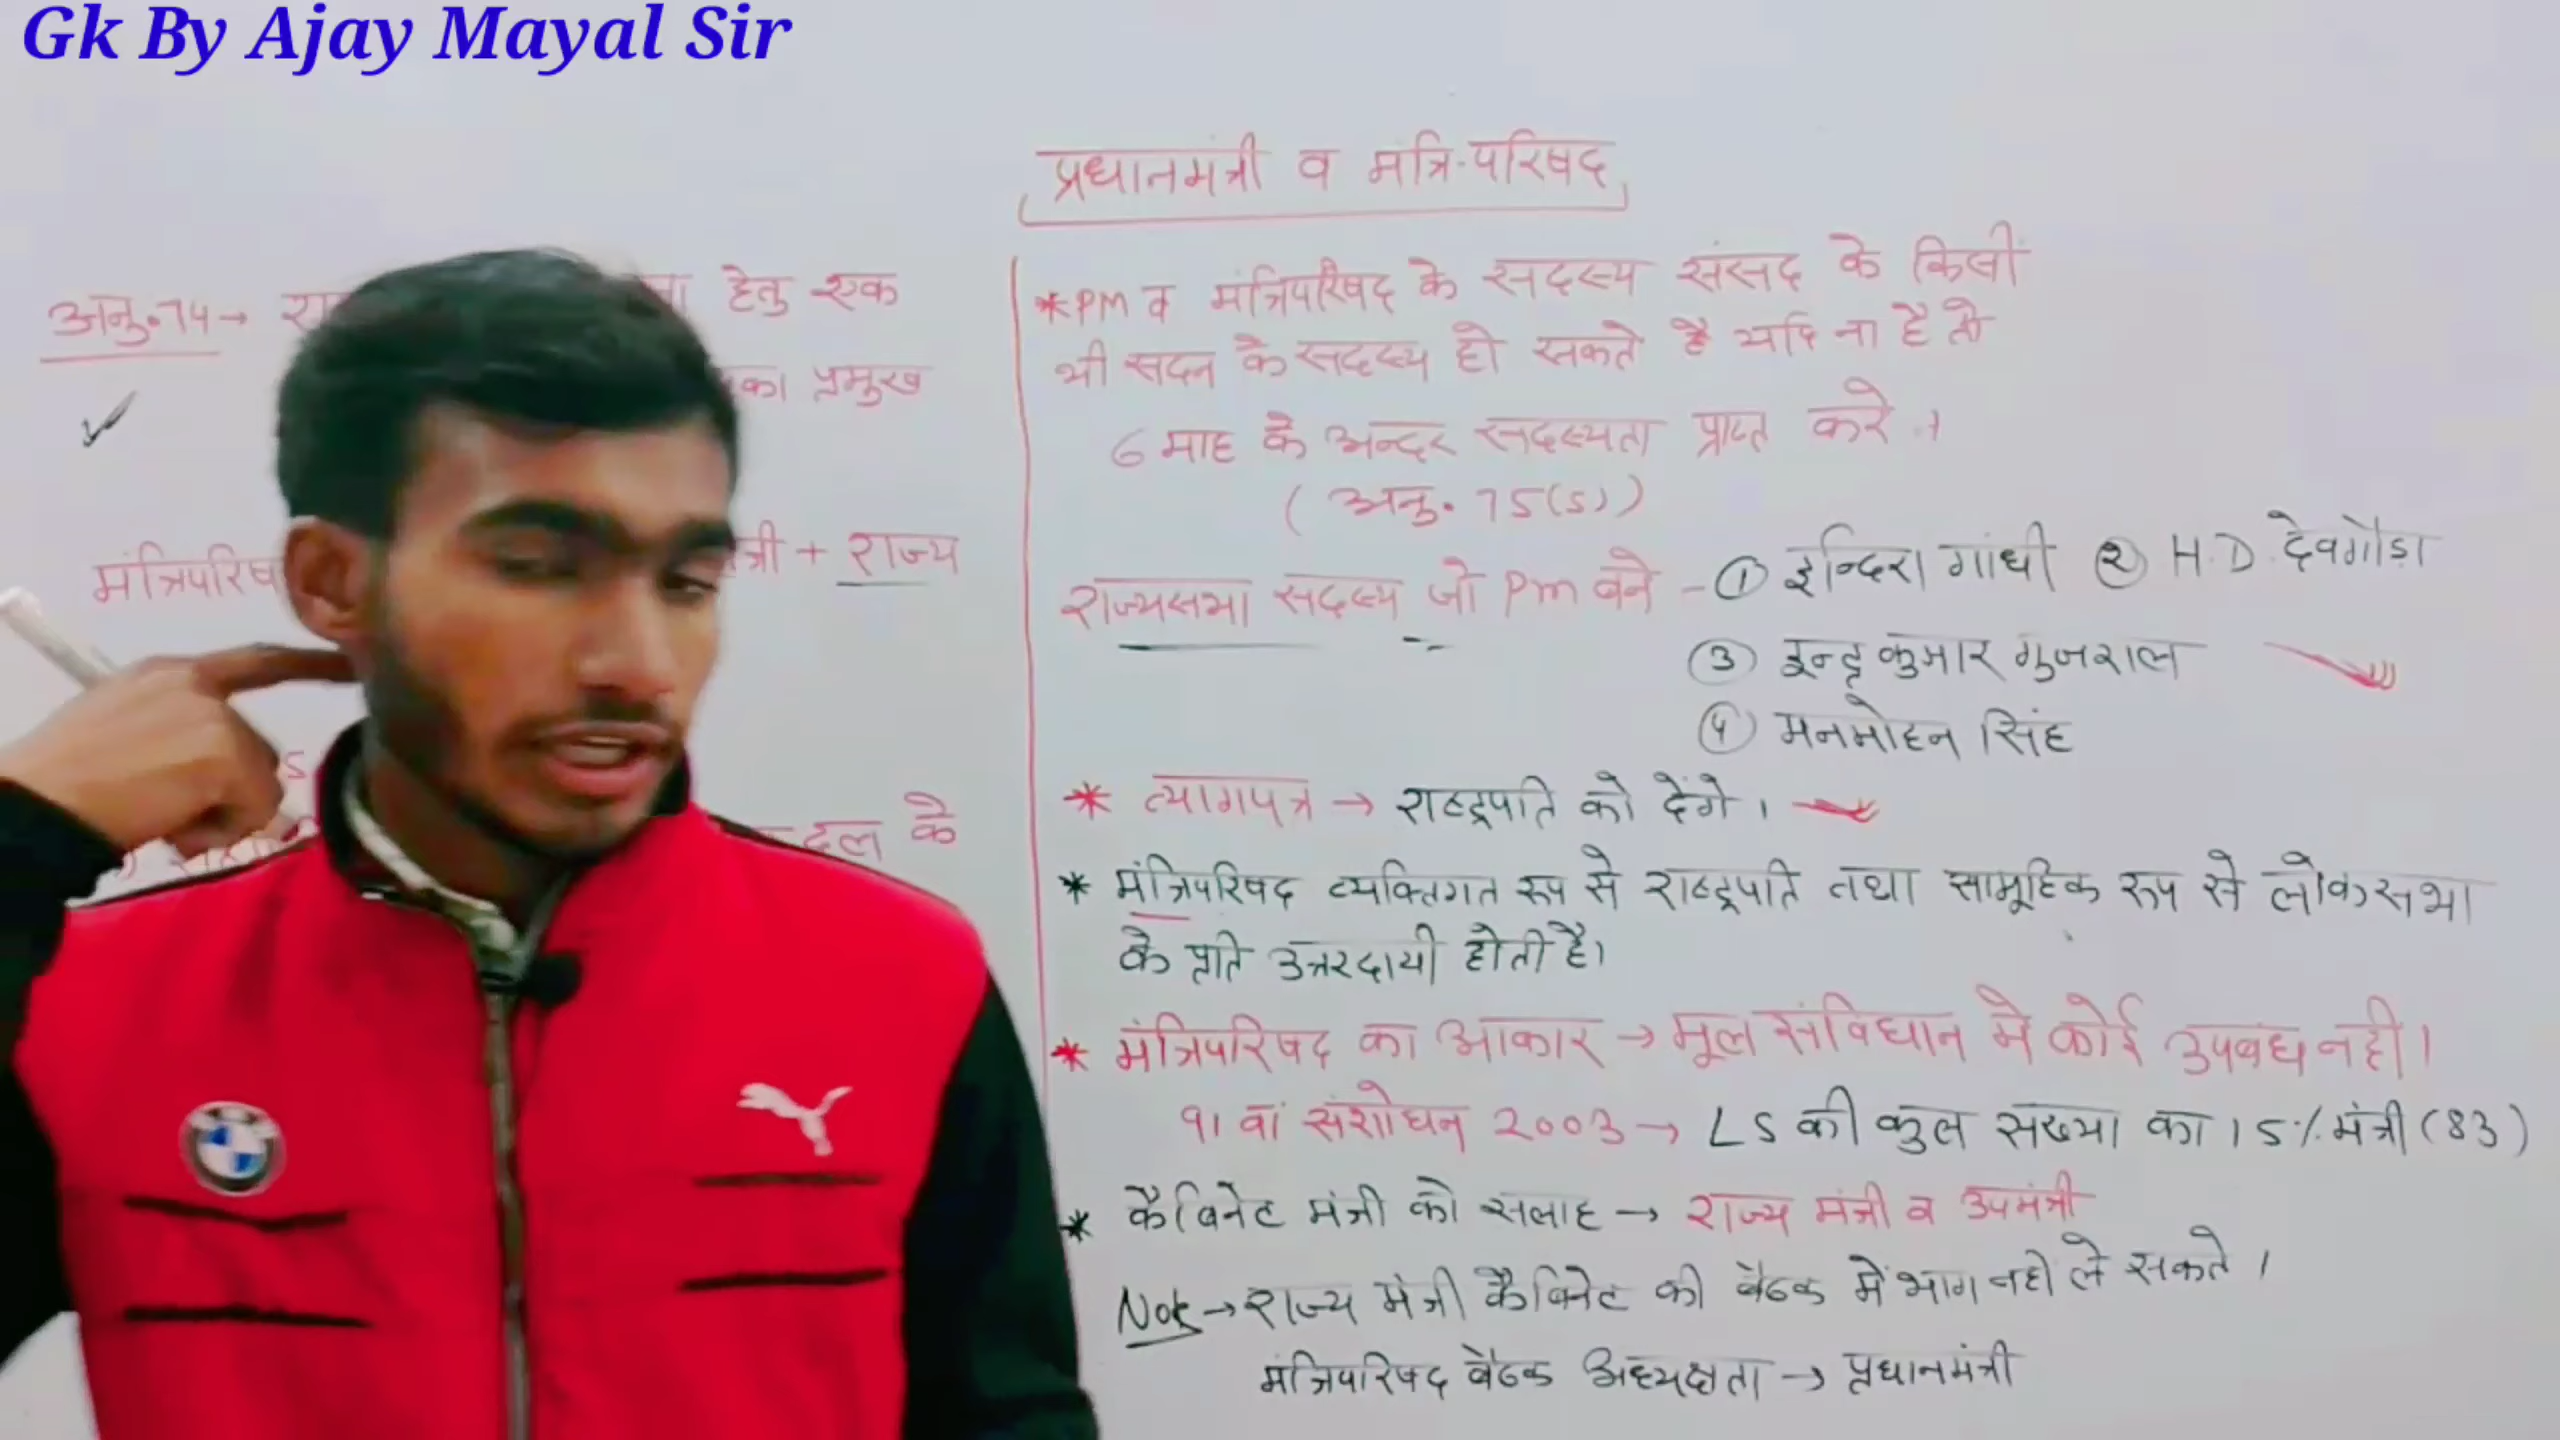 Gk By Ajay Mayal Sir
प्रधानमंत्री व मंत्रि-परिषद
अनु. 74 → हेतु एक
का प्रमुख
मंत्रिपरिष त्री + राज्य
दल के
* PM व मंत्रिपरिषद के सदस्य संसद के किसी
भी सदन के सदस्य हो सकते है यदि ना है तो
6 माह के अन्दर सदस्यता प्राप्त करे ।
( अनु. 75(5) )
राज्यसभा सदस्य जो Pm बने - ① इन्दिरा गांधी ② H.D. देवगौड़ा
③ इन्द्र कुमार गुजराल
④ मनमोहन सिंह
* त्यागपत्र → राष्ट्रपति को देंगे ।
* मंत्रिपरिषद व्यक्तिगत रूप से राष्ट्रपति तथा सामूहिक रूप से लोकसभा
के प्रति उत्तरदायी होती है।
* मंत्रिपरिषद का आकार → मूल संविधान मे कोई उपबंध नही ।
91 वां संशोधन 2003 → LS की कुल संख्या का 15% मंत्री (83)
* कैबिनेट मंत्री को सलाह → राज्य मंत्री व उपमंत्री
Note → राज्य मंत्री कैबिनेट की बैठक में भाग नही ले सकते ।
मंत्रिपरिषद बैठक अध्यक्षता → प्रधानमंत्री